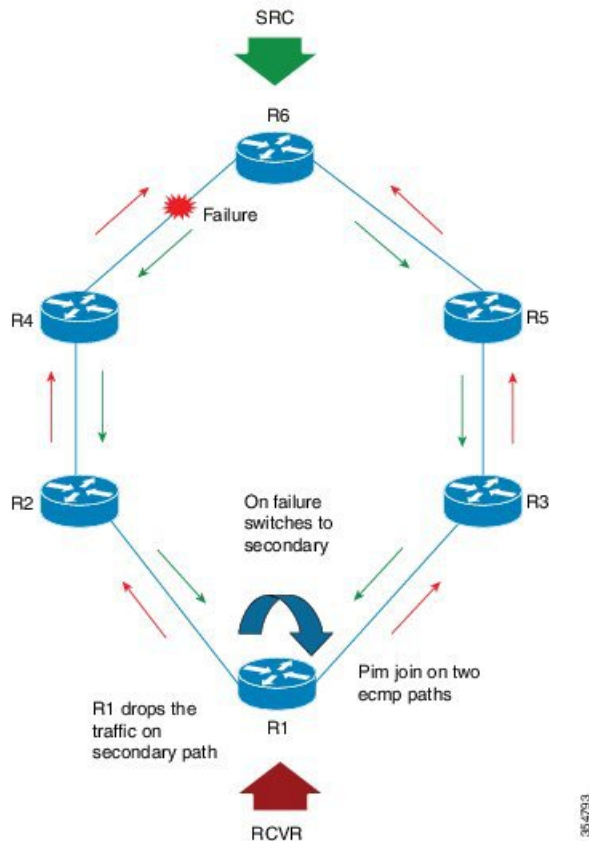 SRC
R6
Failure
R4
R5
R2
R3
On failure
switches to
secondary
Pim join on two
ecmp paths
R1 drops the
traffic on
secondary path
R1
RCVR
354793